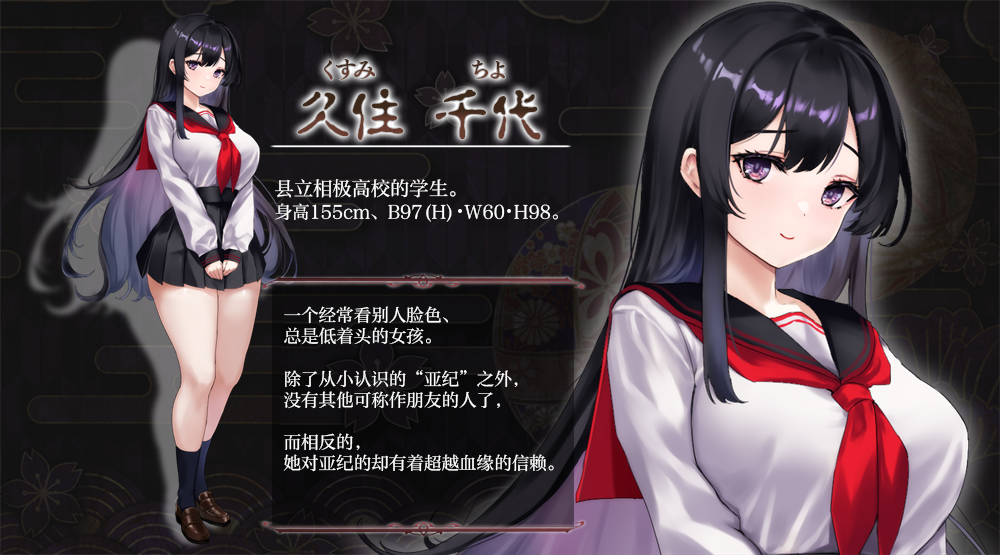 くすみ ちよ
久住 千代
县立相极高校的学生。
身高155cm、B97(H)・W60・H98。
一个经常看别人脸色、
总是低着头的女孩。
除了从小认识的“亚纪”之外，
没有其他可称作朋友的人了，
而相反的，
她对亚纪的却有着超越血缘的信赖。